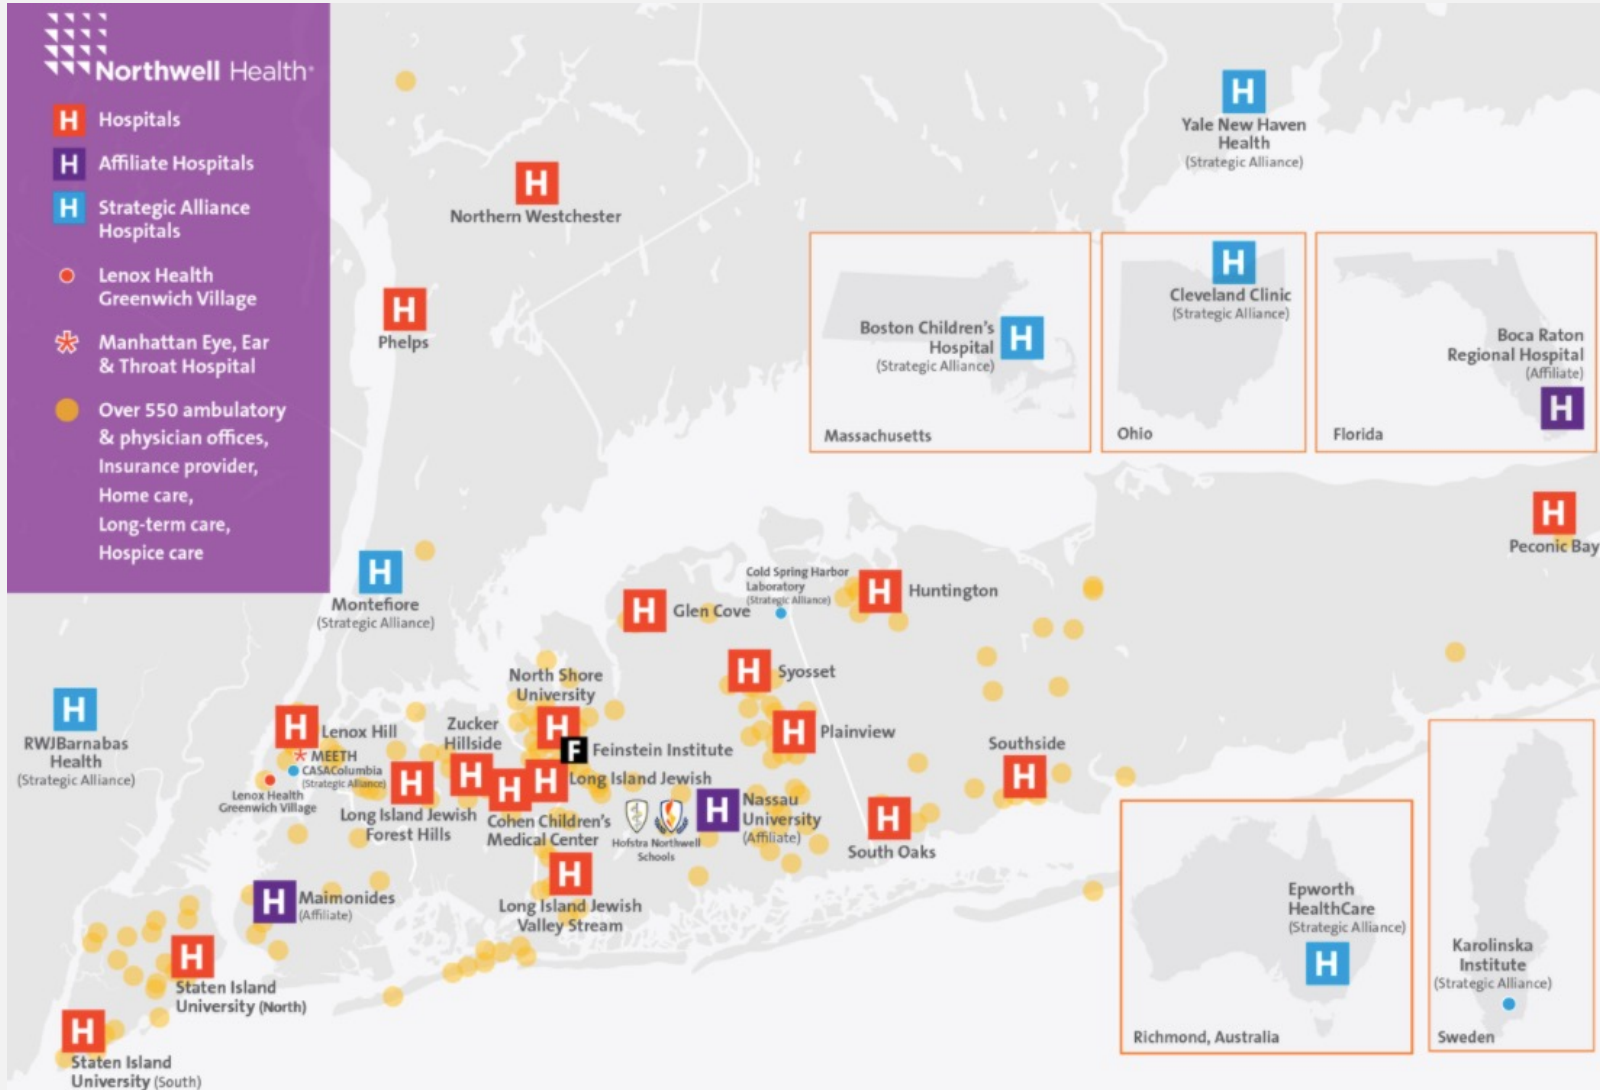 Northwell Health
H Hospitals
H Affiliate Hospitals
H Strategic Alliance
Hospitals
Lenox Health
Greenwich Village
Manhattan Eye, Ear
& Throat Hospital
Over 550 ambulatory
& physician offices,
Insurance provider,
Home care,
Long-term care,
Hospice care
H
Yale New Haven
Health
(Strategic Alliance)
H
Northern Westchester
H
Phelps
Boston Children's
Hospital
(Strategic Alliance)
H
Massachusetts
H
Cleveland Clinic
(Strategic Alliance)
Ohio
Boca Raton
Regional Hospital
(Affiliate)
H
Florida
H
Peconic Bay
H
Montefiore
(Strategic Alliance)
H Glen Cove
Cold Spring Harbor
Laboratory
(Strategic Alliance)
H Huntington
H Syosset
North Shore
University
H
F Feinstein Institute
H
RWJBarnabas
Health
(Strategic Alliance)
H Lenox Hill
MEETH
CASAColumbia
(Strategic Alliance)
Lenox Health
Greenwich Village
Zucker
Hillside
H
H Plainview
Southside
H
H
Long Island Jewish
Forest Hills
H Long Island Jewish
H
Cohen Children's
Medical Center
Hofstra Northwell
Schools
H Nassau
University
(Affiliate)
H
South Oaks
H
Long Island Jewish
Valley Stream
H Maimonides
(Affiliate)
H
Staten Island
University (North)
H
Staten Island
University (South)
Epworth
HealthCare
(Strategic Alliance)
H
Richmond, Australia
Karolinska
Institute
(Strategic Alliance)
Sweden